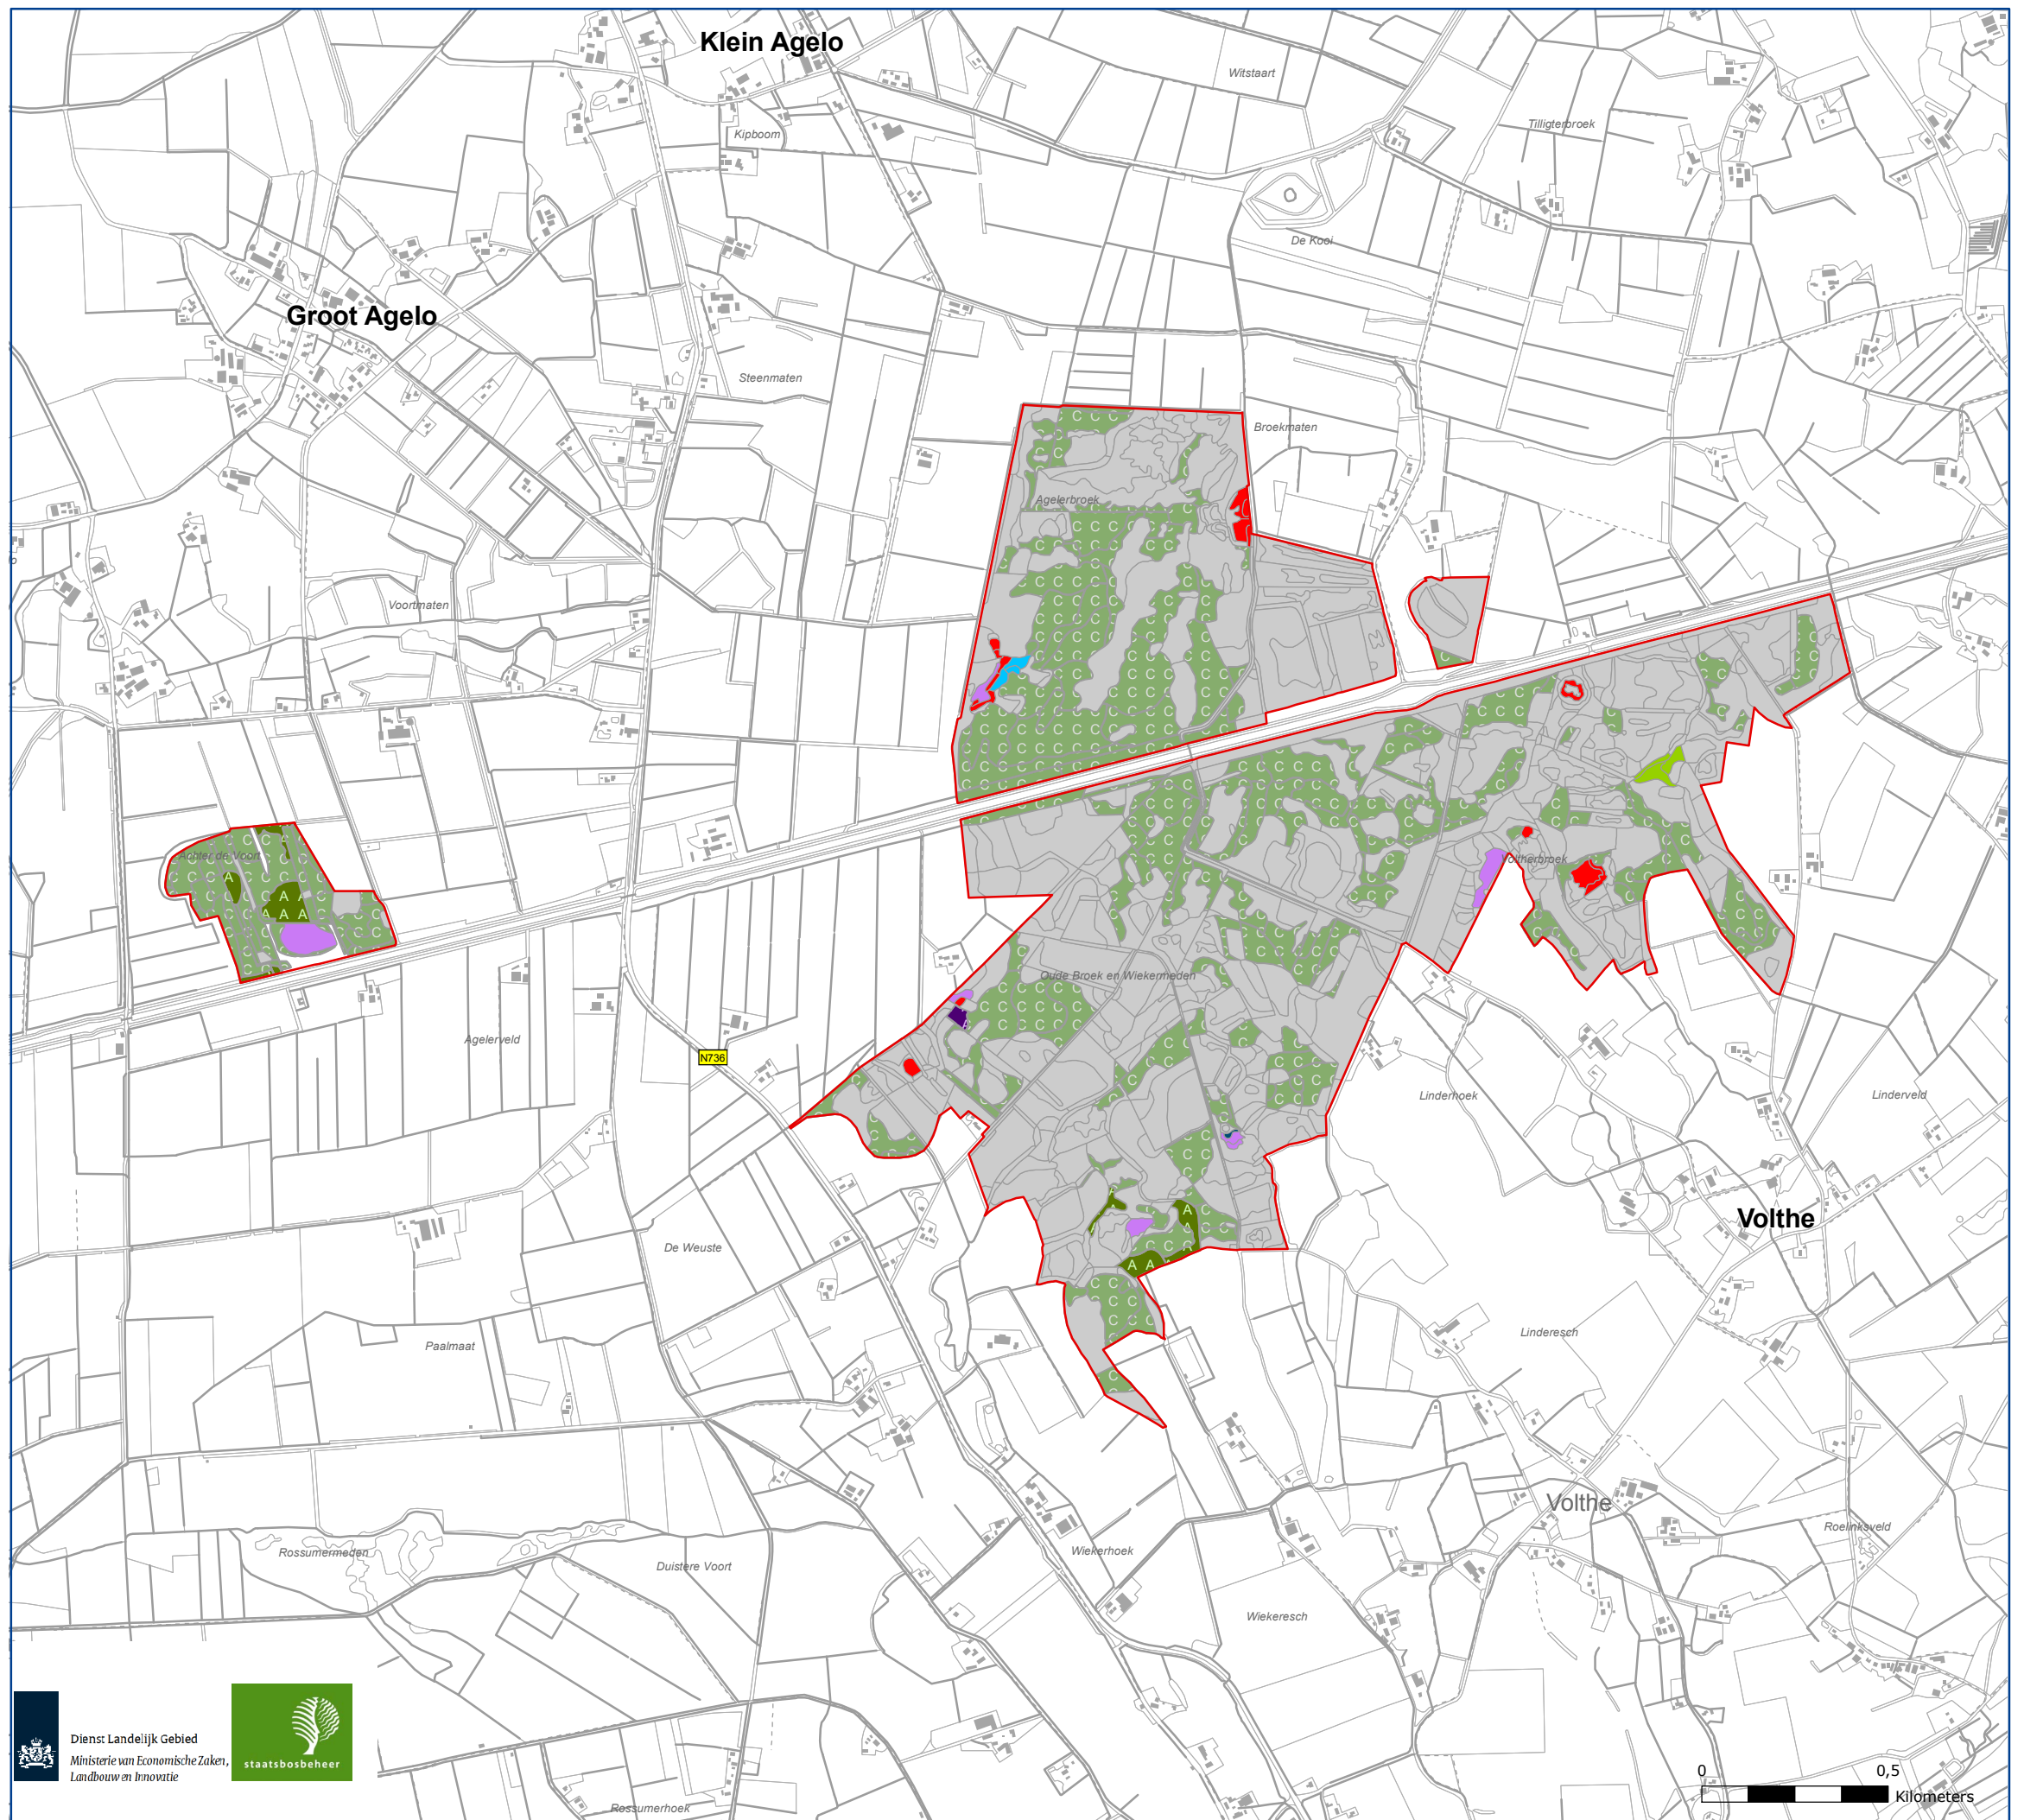 Klein Agelo
Witstaart
Kipboom
Tilligterbroek
De Kooi
Groot Agelo
Steenmaten
Broekmaten
Agelerbroek
Voortmaten
Achter de Voort
Voltherbroek
Oude Broek en Wiekermeden
Agelerveld
N736
Linderhoek
Linderveld
Volthe
De Weuste
Linderesch
Paalmaat
Volthe
Roelinksveld
Rossumermeden
Wiekerhoek
Duistere Voort
Wiekeresch
Dienst Landelijk Gebied
Ministerie van Economische Zaken,
Landbouw en Innovatie
staatsbosbeheer
0 0,5
Kilometers
Rossumerhoek